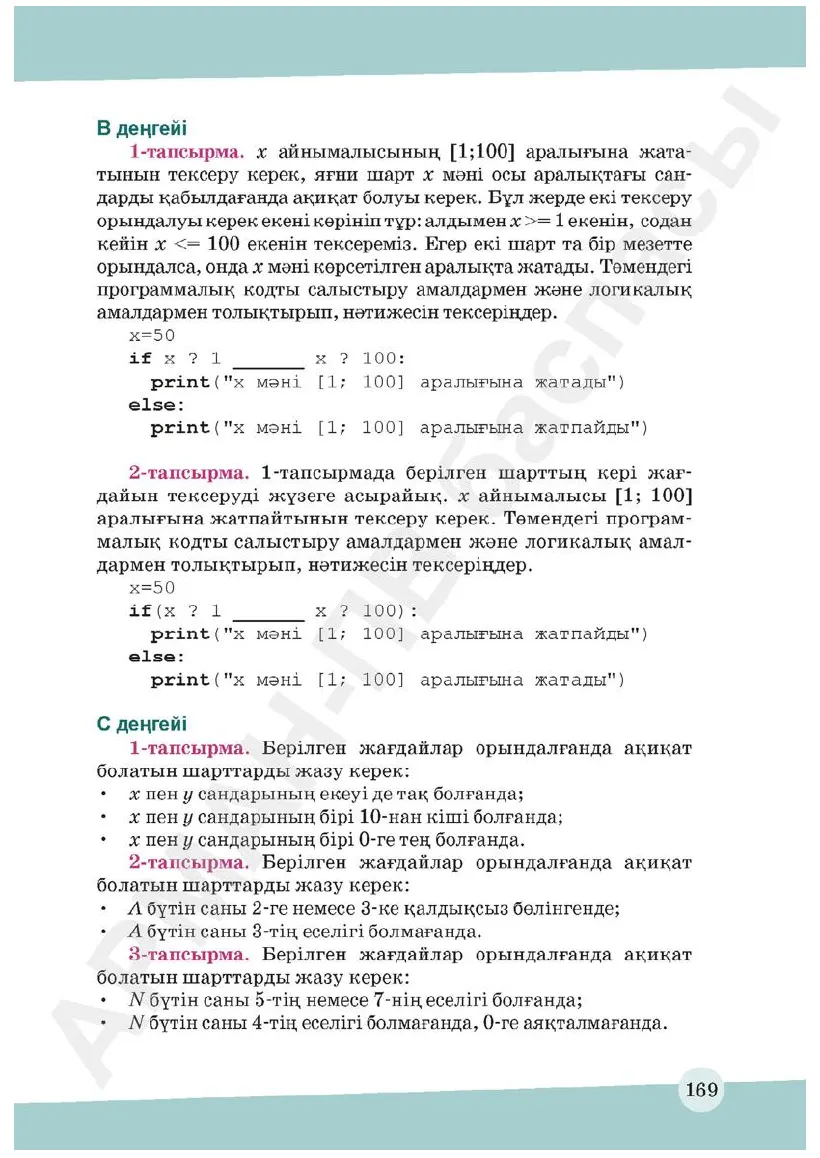 В деңгейі
1-тапсырма. x айнымалысының [1;100] аралығына жата-
тынын тексеру керек, яғни шарт x мәні осы аралықтағы сан-
дарды қабылдағанда ақиқат болуы керек. Бұл жерде екі тексеру
орындалуы керек екені көрініп тұр: алдымен x >= 1 екенін, содан
кейін x <= 100 екенін тексереміз. Егер екі шарт та бір мезетте
орындалса, онда x мәні көрсетілген аралықта жатады. Төмендегі
программалық кодты салыстыру амалдармен және логикалық
амалдармен толықтырып, нәтижесін тексеріңдер.
x=50
if x ? 1 ______ x ? 100:
print("x мәні [1; 100] аралығына жатады")
else:
print("x мәні [1; 100] аралығына жатпайды")
2-тапсырма. 1-тапсырмада берілген шарттың кері жағ-
дайын тексеруді жүзеге асырайық. x айнымалысы [1; 100]
аралығына жатпайтынын тексеру керек. Төмендегі програм-
малық кодты салыстыру амалдармен және логикалық амал-
дармен толықтырып, нәтижесін тексеріңдер.
x=50
if(x ? 1 ______ x ? 100):
print("x мәні [1; 100] аралығына жатпайды")
else:
print("x мәні [1; 100] аралығына жатады")
С деңгейі
1-тапсырма. Берілген жағдайлар орындалғанда ақиқат
болатын шарттарды жазу керек:
• x пен y сандарының екеуі де тақ болғанда;
• x пен y сандарының бірі 10-нан кіші болғанда;
• x пен y сандарының бірі 0-ге тең болғанда.
2-тапсырма. Берілген жағдайлар орындалғанда ақиқат
болатын шарттарды жазу керек:
• A бүтін саны 2-ге немесе 3-ке қалдықсыз бөлінгенде;
• A бүтін саны 3-тің еселігі болмағанда.
3-тапсырма. Берілген жағдайлар орындалғанда ақиқат
болатын шарттарды жазу керек:
• N бүтін саны 5-тің немесе 7-нің еселігі болғанда;
• N бүтін саны 4-тің еселігі болмағанда, 0-ге аяқталмағанда.
169
АРМАН-ПВ баспасы